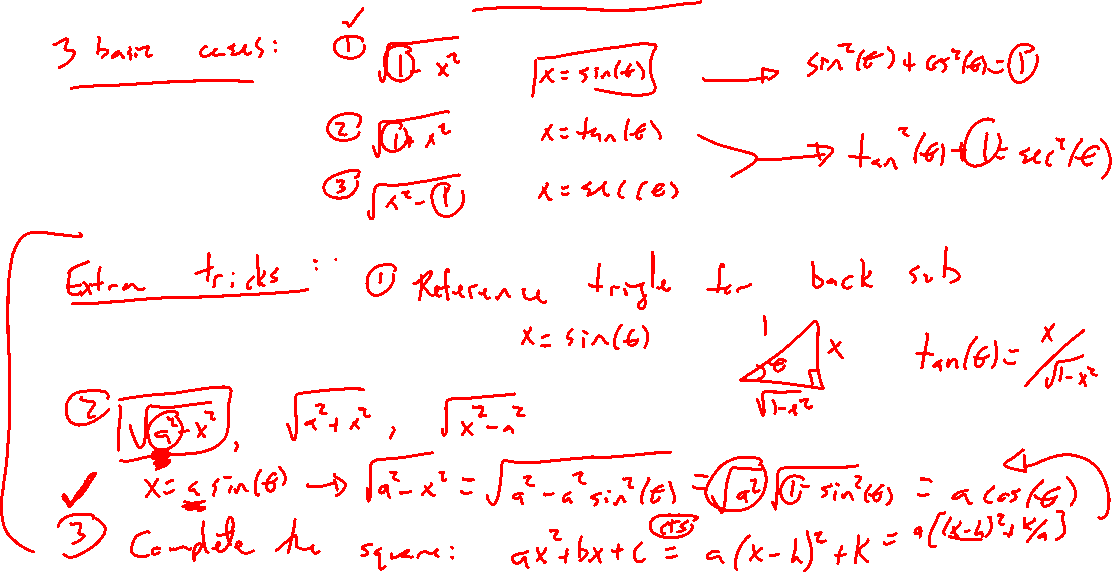 3 basic cases: ✓ ① √(1 - x²) x = sin(θ) → sin²(θ) + cos²(θ) = 1
② √(1 + x²) x = tan(θ) → tan²(θ) + 1 = sec²(θ)
③ √(x² - 1) x = sec(θ)
Extra tricks: ① Reference tringle for back sub
x = sin(θ) 1 θ x √(1-x²) tan(θ) = x/√(1-x²)
② √(a² - x²), √(a² + x²), √(x² - a²)
✓ x = a sin(θ) → √(a² - x²) = √(a² - a² sin²(θ)) = √(a²) √(1 - sin²(θ)) = a cos(θ)
③ Complete the square: ax² + bx + c = (cts) a(x-h)² + k = a[(x-h)² + k/a]